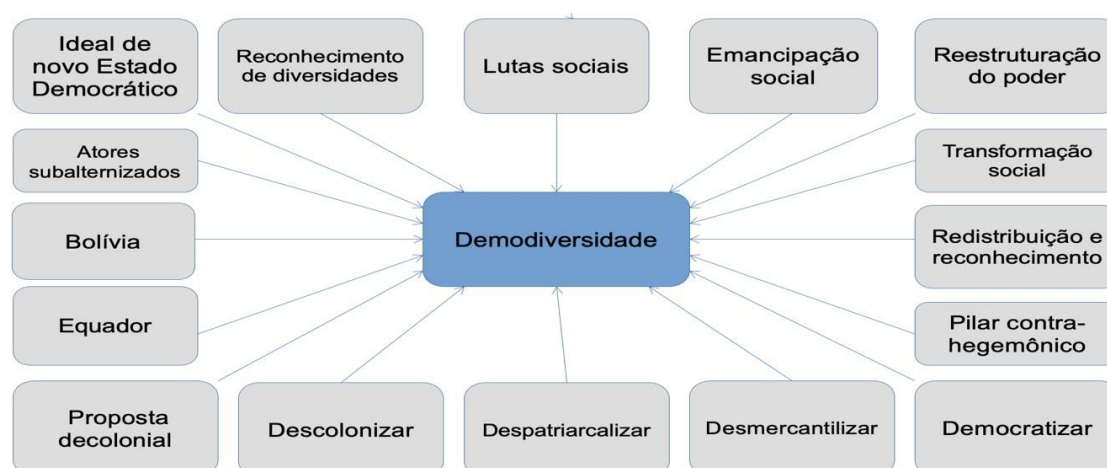 Ideal de
novo Estado
Democrático
Reconhecimento
de diversidades
Lutas sociais
Emancipação
social
Reestruturação
do poder
Atores
subalternizados
Transformação
social
Bolívia
Demodiversidade
Redistribuição e
reconhecimento
Equador
Pilar contra-
hegemônico
Proposta
decolonial
Descolonizar
Despatriarcalizar
Desmercantilizar
Democratizar